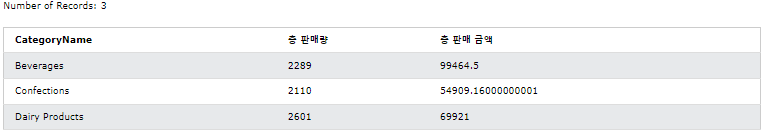 Number of Records: 3
CategoryName 총 판매량 총 판매 금액
Beverages 2289 99464.5
Confections 2110 54909.16000000001
Dairy Products 2601 69921